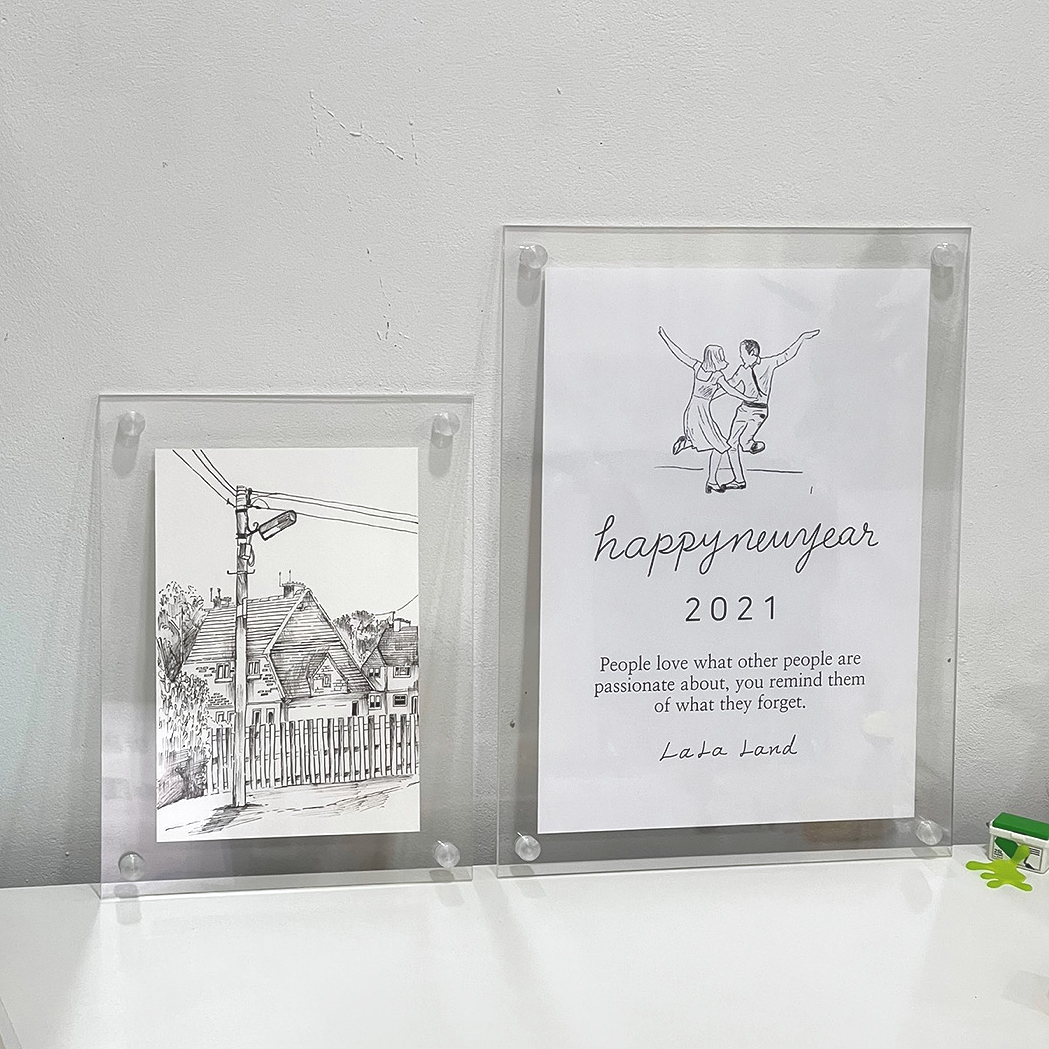 happynewyear
2021
People love what other people are
passionate about, you remind them
of what they forget.
LaLa Land